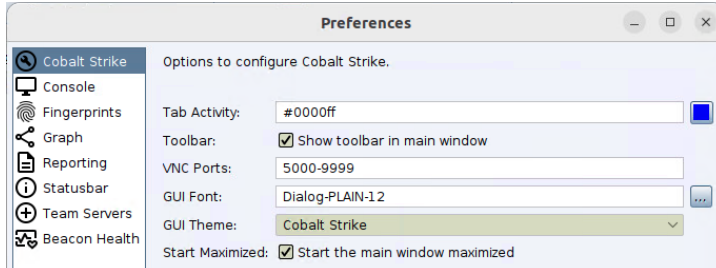 Preferences
Cobalt Strike
Console
Fingerprints
Graph
Reporting
Statusbar
Team Servers
Beacon Health
Options to configure Cobalt Strike.
Tab Activity: #0000ff
Toolbar: Show toolbar in main window
VNC Ports: 5000-9999
GUI Font: Dialog-PLAIN-12 ...
GUI Theme: Cobalt Strike
Start Maximized: Start the main window maximized